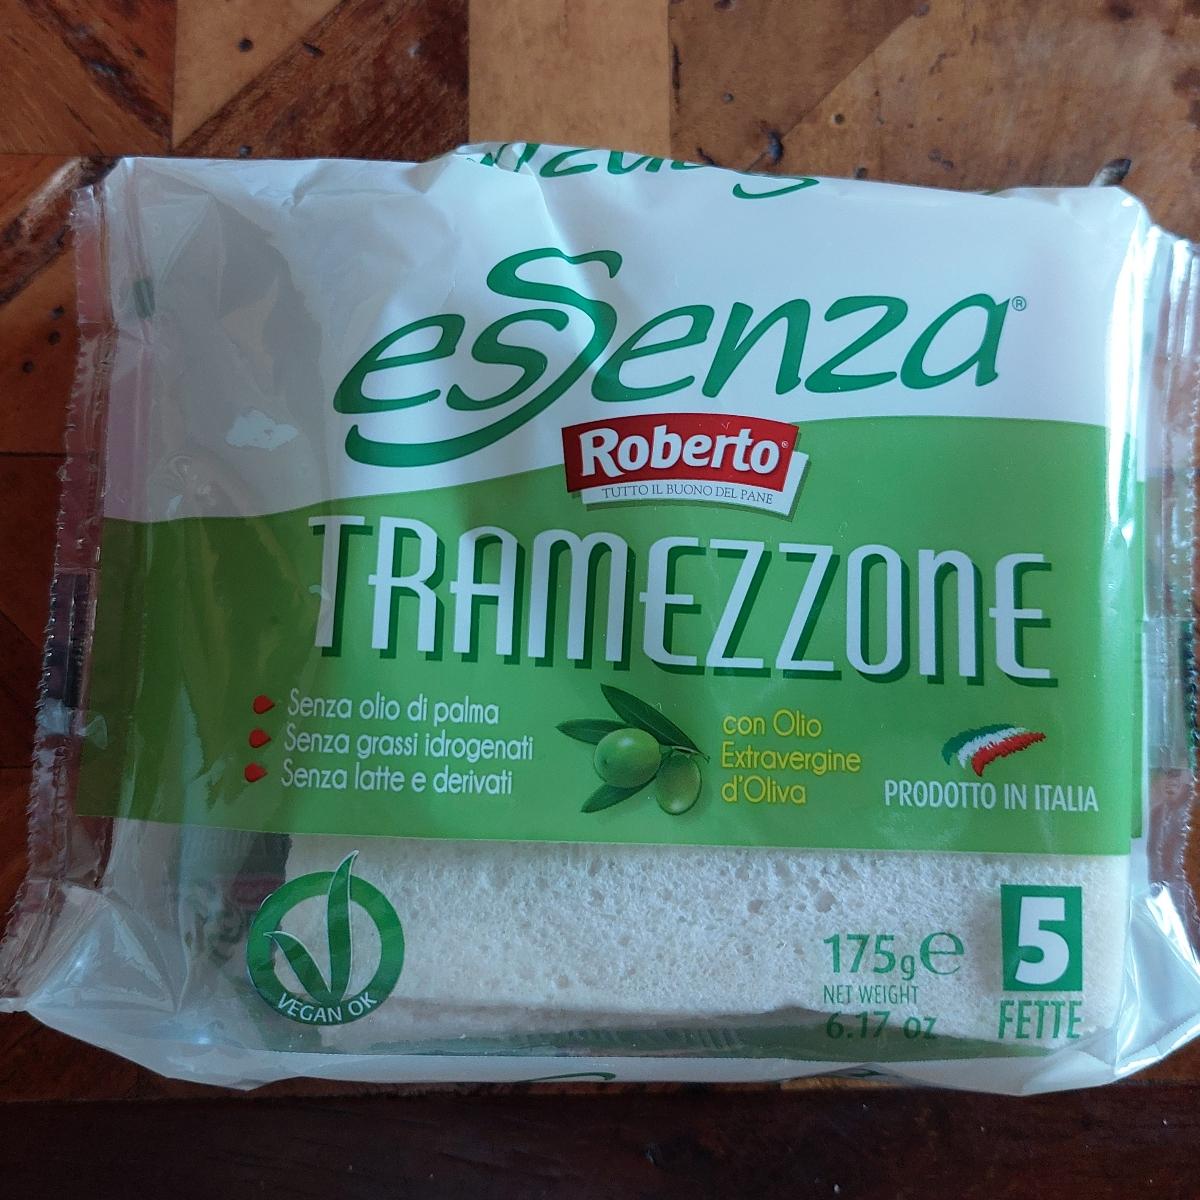 essenza®
Roberto®
TUTTO IL BUONO DEL PANE
TRAMEZZONE
Senza olio di palma
Senza grassi idrogenati
Senza latte e derivati
con Olio
Extravergine
d'Oliva
PRODOTTO IN ITALIA
VEGAN OK
175g e
NET WEIGHT
6.17 oz
5
FETTE